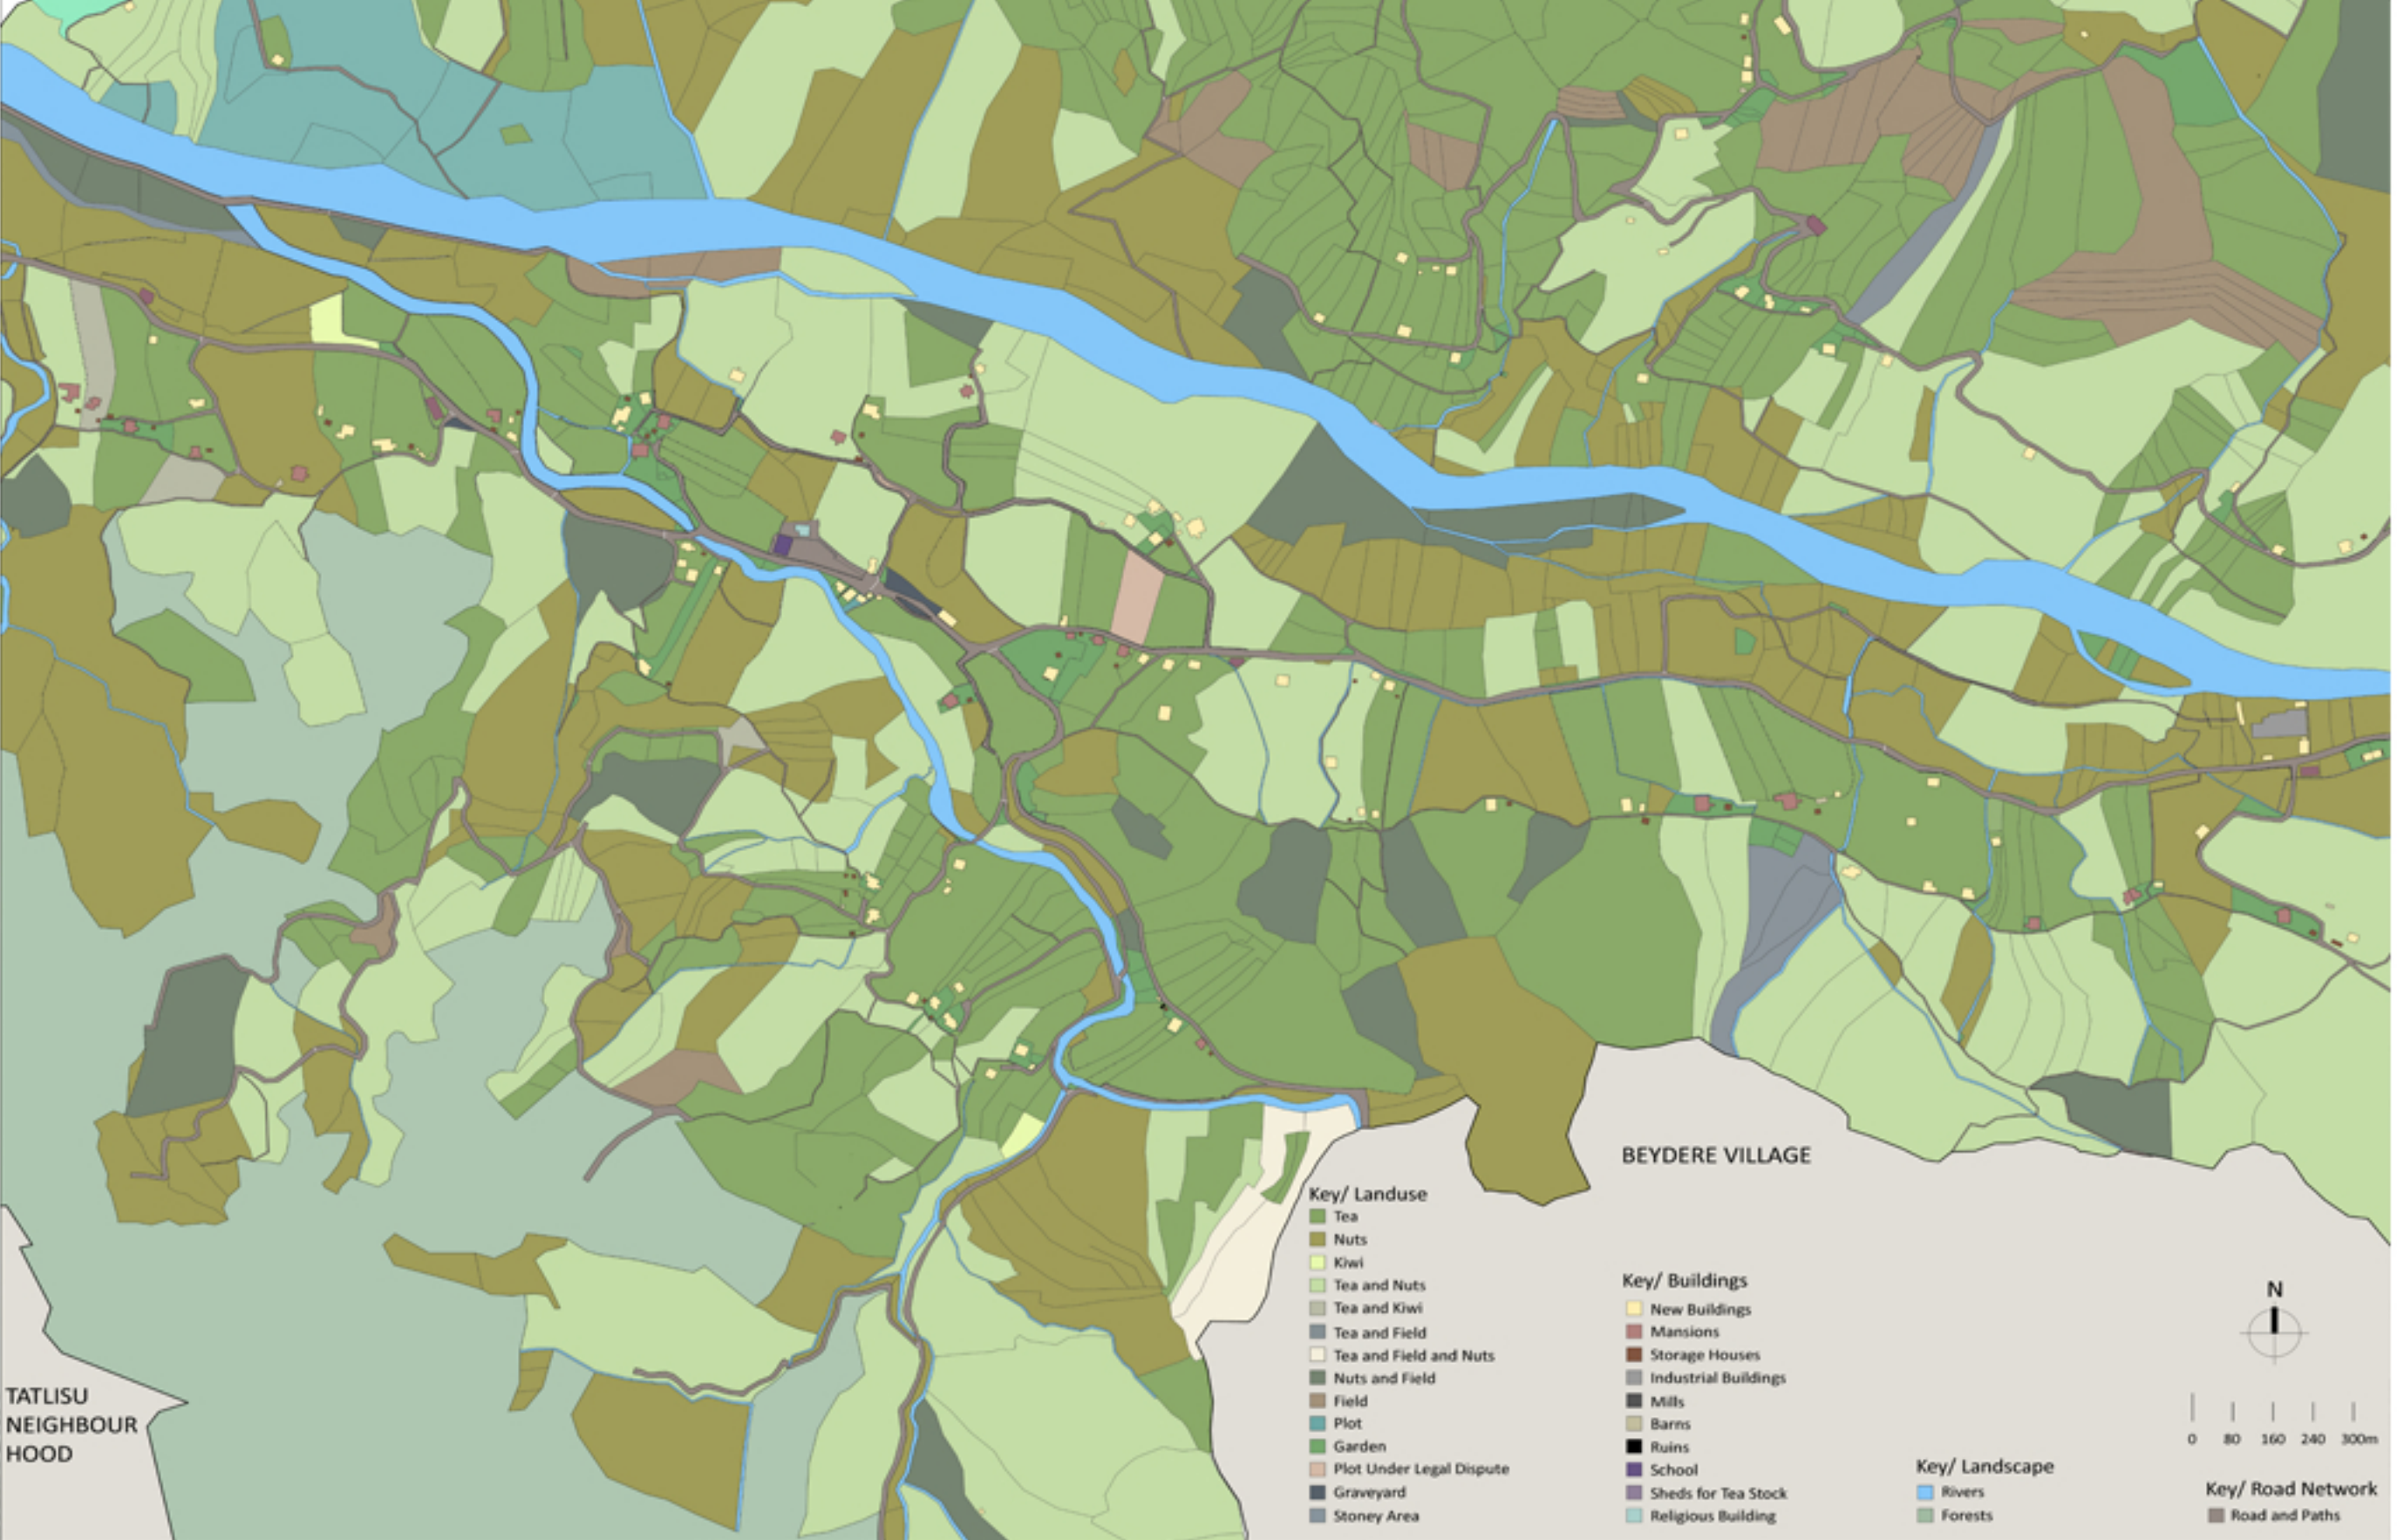 BEYDERE VILLAGE
TATLISU
NEIGHBOUR
HOOD
Key/ Landuse
Tea
Nuts
Kiwi
Tea and Nuts
Tea and Kiwi
Tea and Field
Tea and Field and Nuts
Nuts and Field
Field
Plot
Garden
Plot Under Legal Dispute
Graveyard
Stoney Area
Key/ Buildings
New Buildings
Mansions
Storage Houses
Industrial Buildings
Mills
Barns
Ruins
School
Sheds for Tea Stock
Religious Building
Key/ Landscape
Rivers
Forests
N
0 80 160 240 300m
Key/ Road Network
Road and Paths